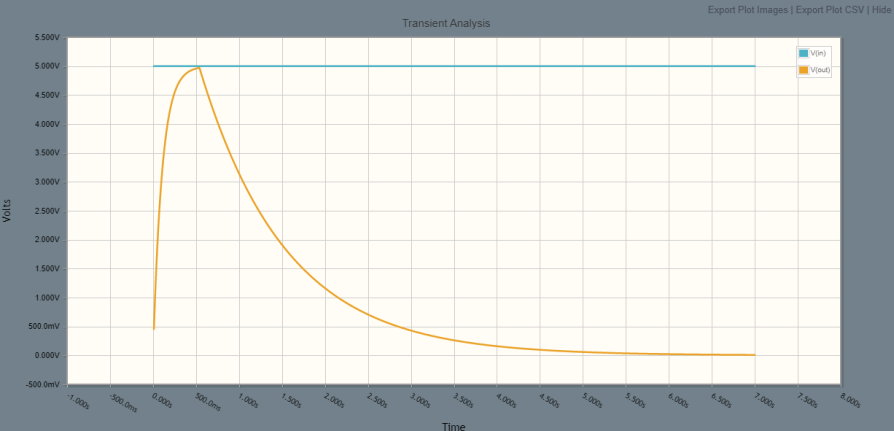 Export Plot Images | Export Plot CSV | Hide
Transient Analysis
5.500V
5.000V
4.500V
4.000V
3.500V
3.000V
2.500V
2.000V
1.500V
1.000V
500.0mV
0.000V
-500.0mV
Volts
V(in)
V(out)
-1.000s
-500.0ms
0.000s
500.0ms
1.000s
1.500s
2.000s
2.500s
3.000s
3.500s
4.000s
4.500s
5.000s
5.500s
6.000s
6.500s
7.000s
7.500s
8.000s
Time